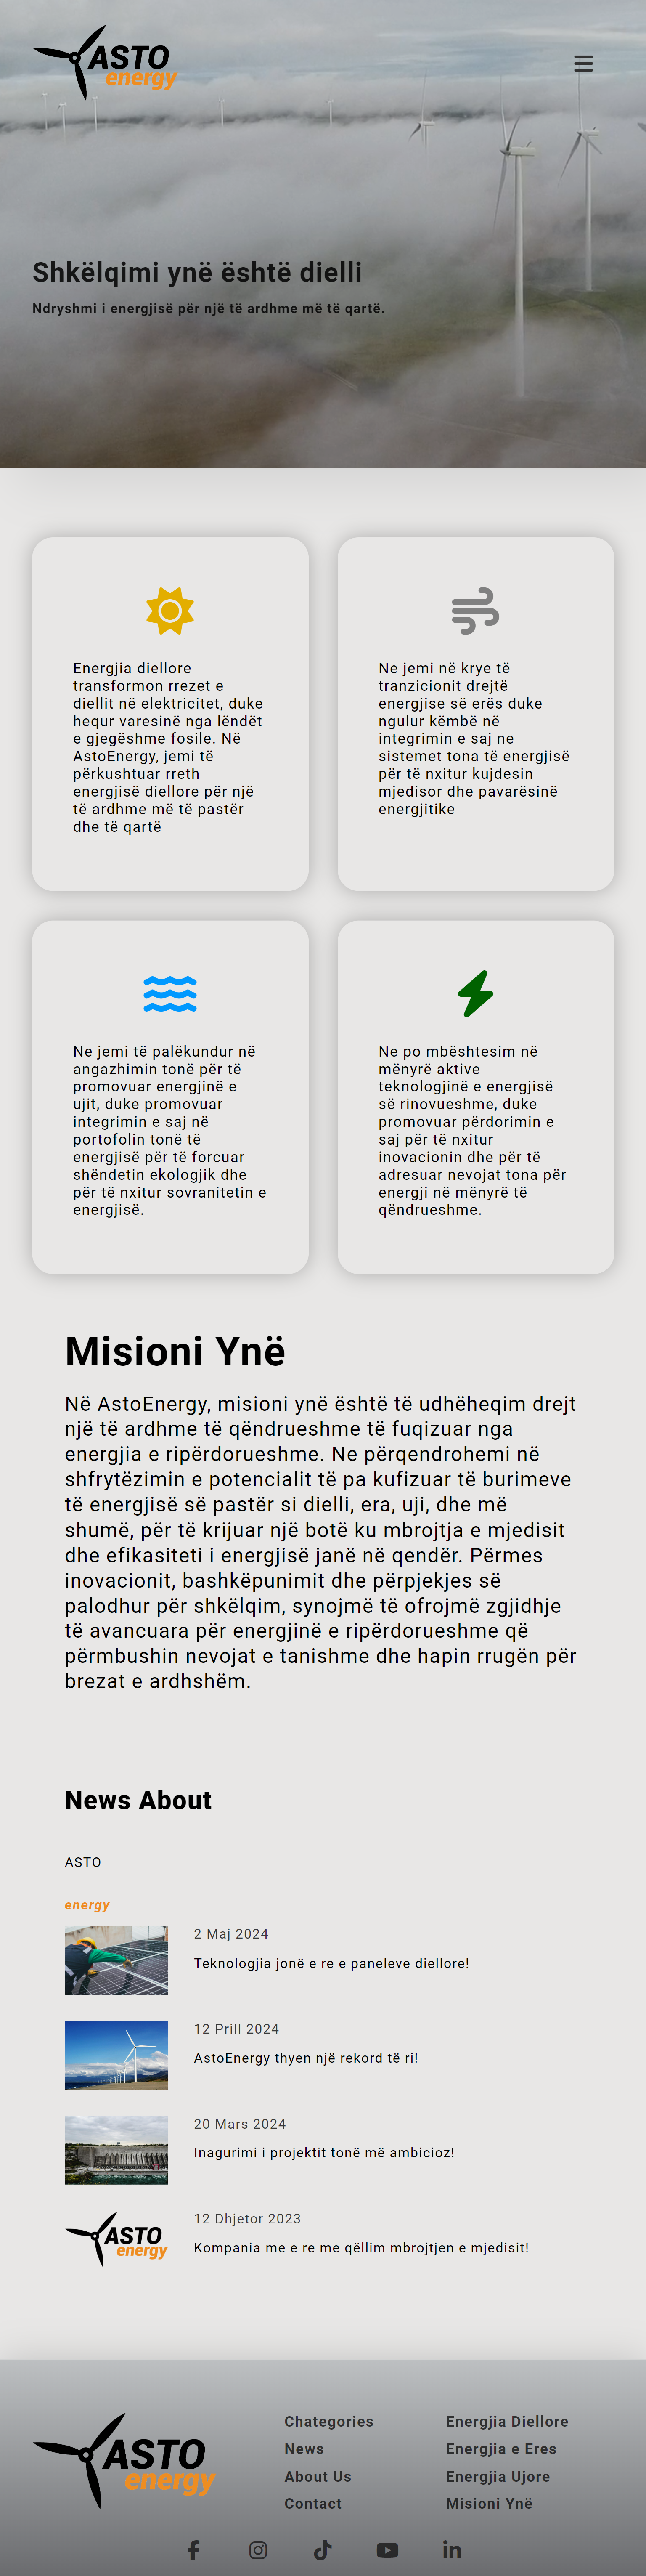 ASTO
energy
Shkëlqimi ynë është dielli
Ndryshmi i energjisë për një të ardhme më të qartë.
Energjia diellore
transformon rrezet e
diellit në elektricitet, duke
hequr varesinë nga lëndët
e gjegëshme fosile. Në
AstoEnergy, jemi të
përkushtuar rreth
energjisë diellore për një
të ardhme më të pastër
dhe të qartë
Ne jemi në krye të
tranzicionit drejtë
energjise së erës duke
ngulur këmbë në
integrimin e saj ne
sistemet tona të energjisë
për të nxitur kujdesin
mjedisor dhe pavarësinë
energjitike
Ne jemi të palëkundur në
angazhimin tonë për të
promovuar energjinë e
ujit, duke promovuar
integrimin e saj në
portofolin tonë të
energjisë për të forcuar
shëndetin ekologjik dhe
për të nxitur sovranitetin e
energjisë.
Ne po mbështesim në
mënyrë aktive
teknologjinë e energjisë
së rinovueshme, duke
promovuar përdorimin e
saj për të nxitur
inovacionin dhe për të
adresuar nevojat tona për
energji në mënyrë të
qëndrueshme.
Misioni Ynë
Në AstoEnergy, misioni ynë është të udhëheqim drejt
një të ardhme të qëndrueshme të fuqizuar nga
energjia e ripërdorueshme. Ne përqendrohemi në
shfrytëzimin e potencialit të pa kufizuar të burimeve
të energjisë së pastër si dielli, era, uji, dhe më
shumë, për të krijuar një botë ku mbrojtja e mjedisit
dhe efikasiteti i energjisë janë në qendër. Përmes
inovacionit, bashkëpunimit dhe përpjekjes së
palodhur për shkëlqim, synojmë të ofrojmë zgjidhje
të avancuara për energjinë e ripërdorueshme që
përmbushin nevojat e tanishme dhe hapin rrugën për
brezat e ardhshëm.
News About
ASTO
energy
2 Maj 2024
Teknologjia jonë e re e paneleve diellore!
12 Prill 2024
AstoEnergy thyen një rekord të ri!
20 Mars 2024
Inagurimi i projektit tonë më ambicioz!
ASTO
energy
12 Dhjetor 2023
Kompania me e re me qëllim mbrojtjen e mjedisit!
ASTO
energy
Chategories
News
About Us
Contact
Energjia Diellore
Energjia e Eres
Energjia Ujore
Misioni Ynë